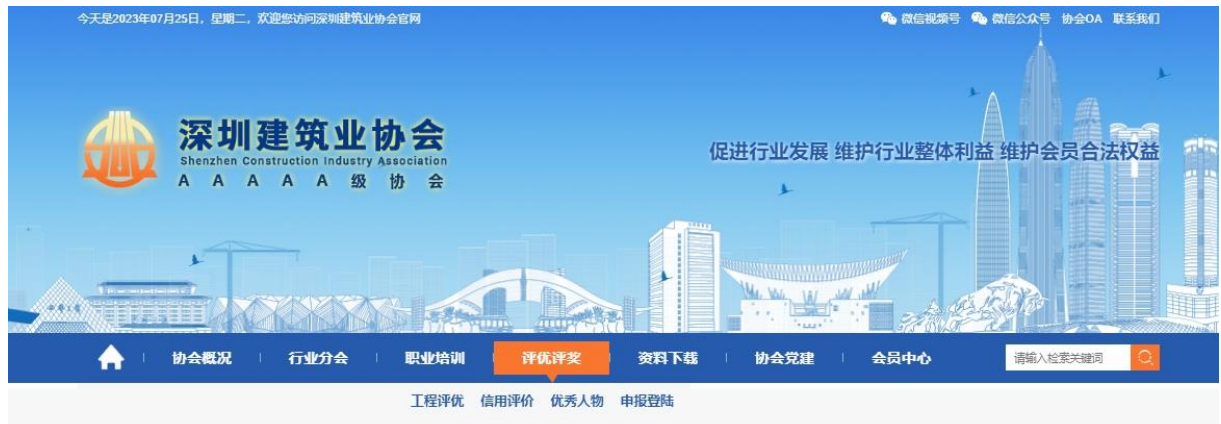 今天是2023年07月25日，星期二，欢迎您访问深圳建筑业协会官网
微信视频号 微信公众号 协会OA 联系我们
深圳建筑业协会
Shenzhen Construction Industry Association
A A A A A 级 协 会
促进行业发展 维护行业整体利益 维护会员合法权益
协会概况 行业分会 职业培训 评优评奖 资料下载 协会党建 会员中心 请输入检索关键词
工程评优 信用评价 优秀人物 申报登陆